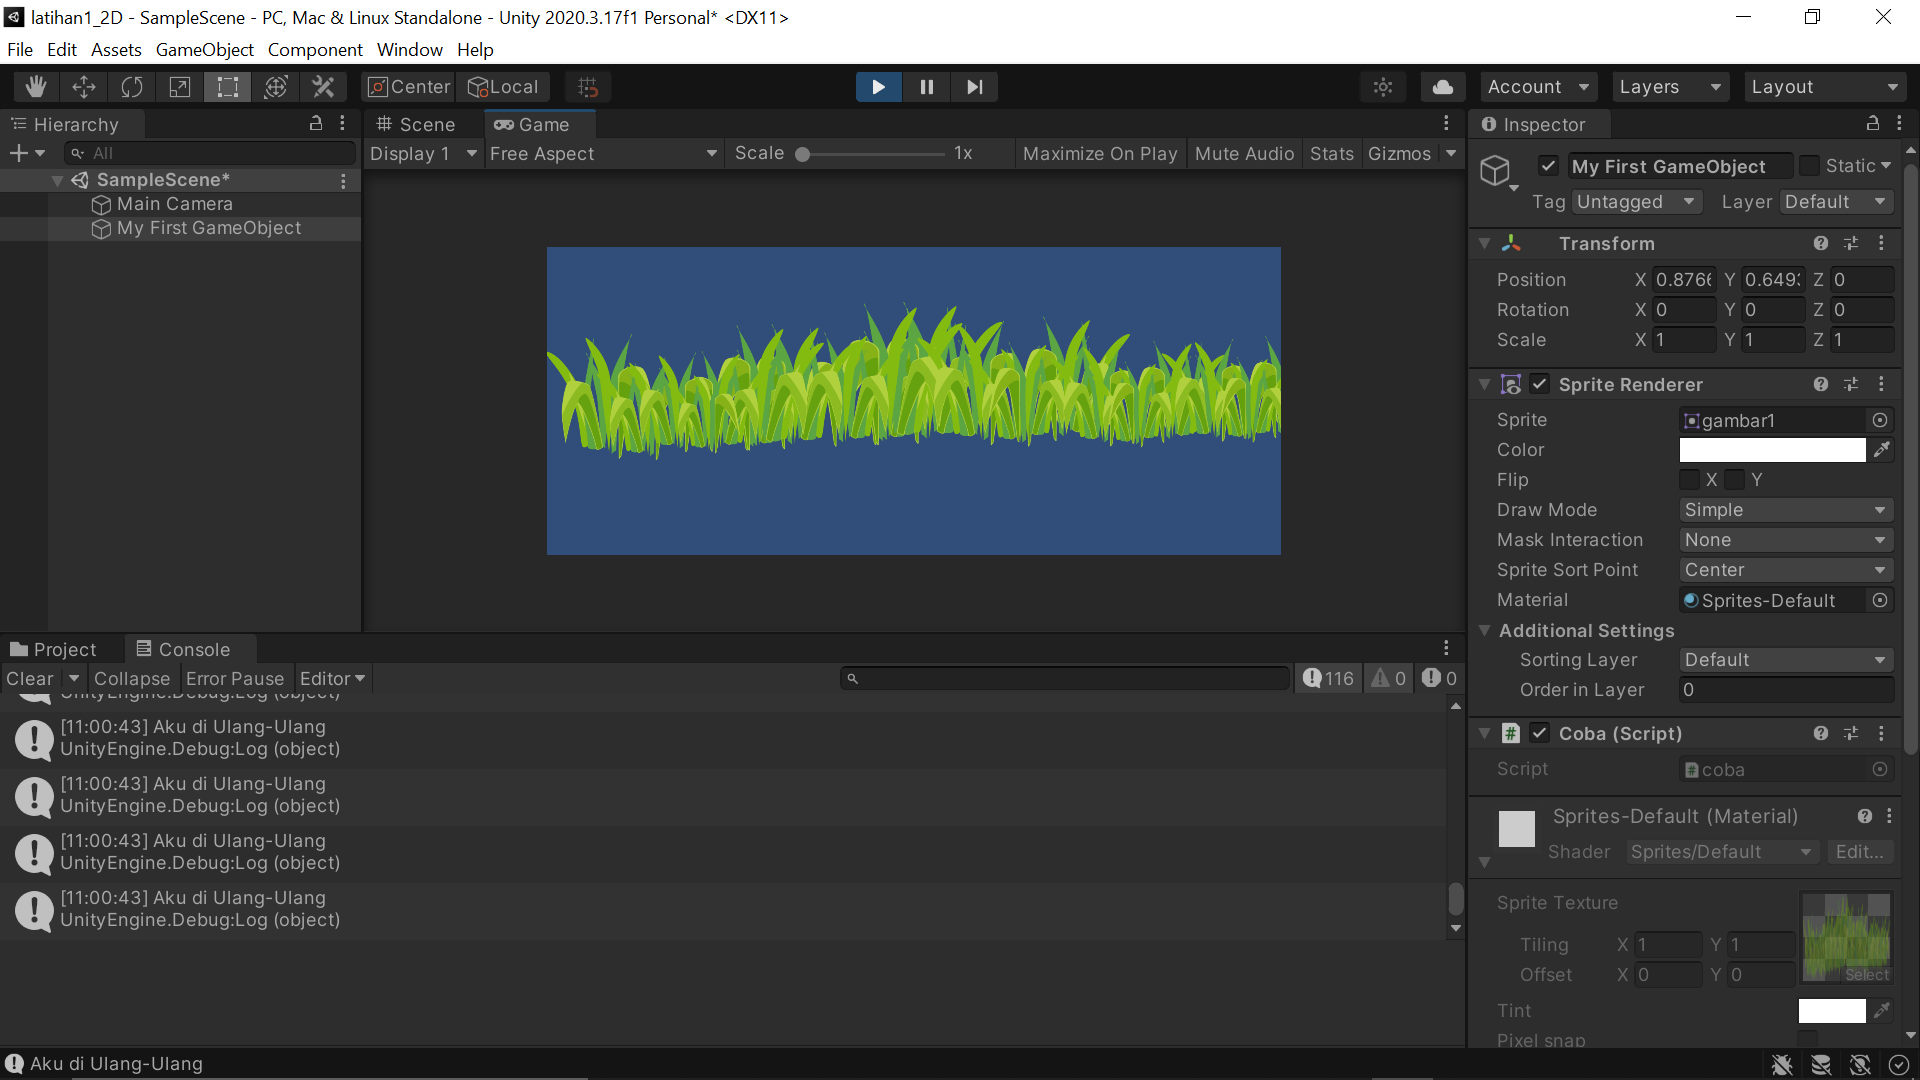 latihan1_2D - SampleScene - PC, Mac & Linux Standalone - Unity 2020.3.17f1 Personal* <DX11>
File Edit Assets GameObject Component Window Help
Center Local Account Layers Layout
Hierarchy
All
SampleScene*
Main Camera
My First GameObject
Scene Game
Display 1 Free Aspect Scale 1x Maximize On Play Mute Audio Stats Gizmos
Inspector
My First GameObject Static
Tag Untagged Layer Default
Transform
Position X 0.8766 Y 0.649 Z 0
Rotation X 0 Y 0 Z 0
Scale X 1 Y 1 Z 1
Sprite Renderer
Sprite gambar1
Color
Flip X Y
Draw Mode Simple
Mask Interaction None
Sprite Sort Point Center
Material Sprites-Default
Additional Settings
Sorting Layer Default
Order in Layer 0
Coba (Script)
Script coba
Sprites-Default (Material)
Shader Sprites/Default Edit...
Sprite Texture
Tiling X 1 Y 1
Offset X 0 Y 0
Select
Tint
Pixel snap
Project Console
Clear Collapse Error Pause Editor 116 0 0
UnityEngine.Debug:Log (object)
[11:00:43] Aku di Ulang-Ulang
UnityEngine.Debug:Log (object)
[11:00:43] Aku di Ulang-Ulang
UnityEngine.Debug:Log (object)
[11:00:43] Aku di Ulang-Ulang
UnityEngine.Debug:Log (object)
[11:00:43] Aku di Ulang-Ulang
UnityEngine.Debug:Log (object)
Aku di Ulang-Ulang